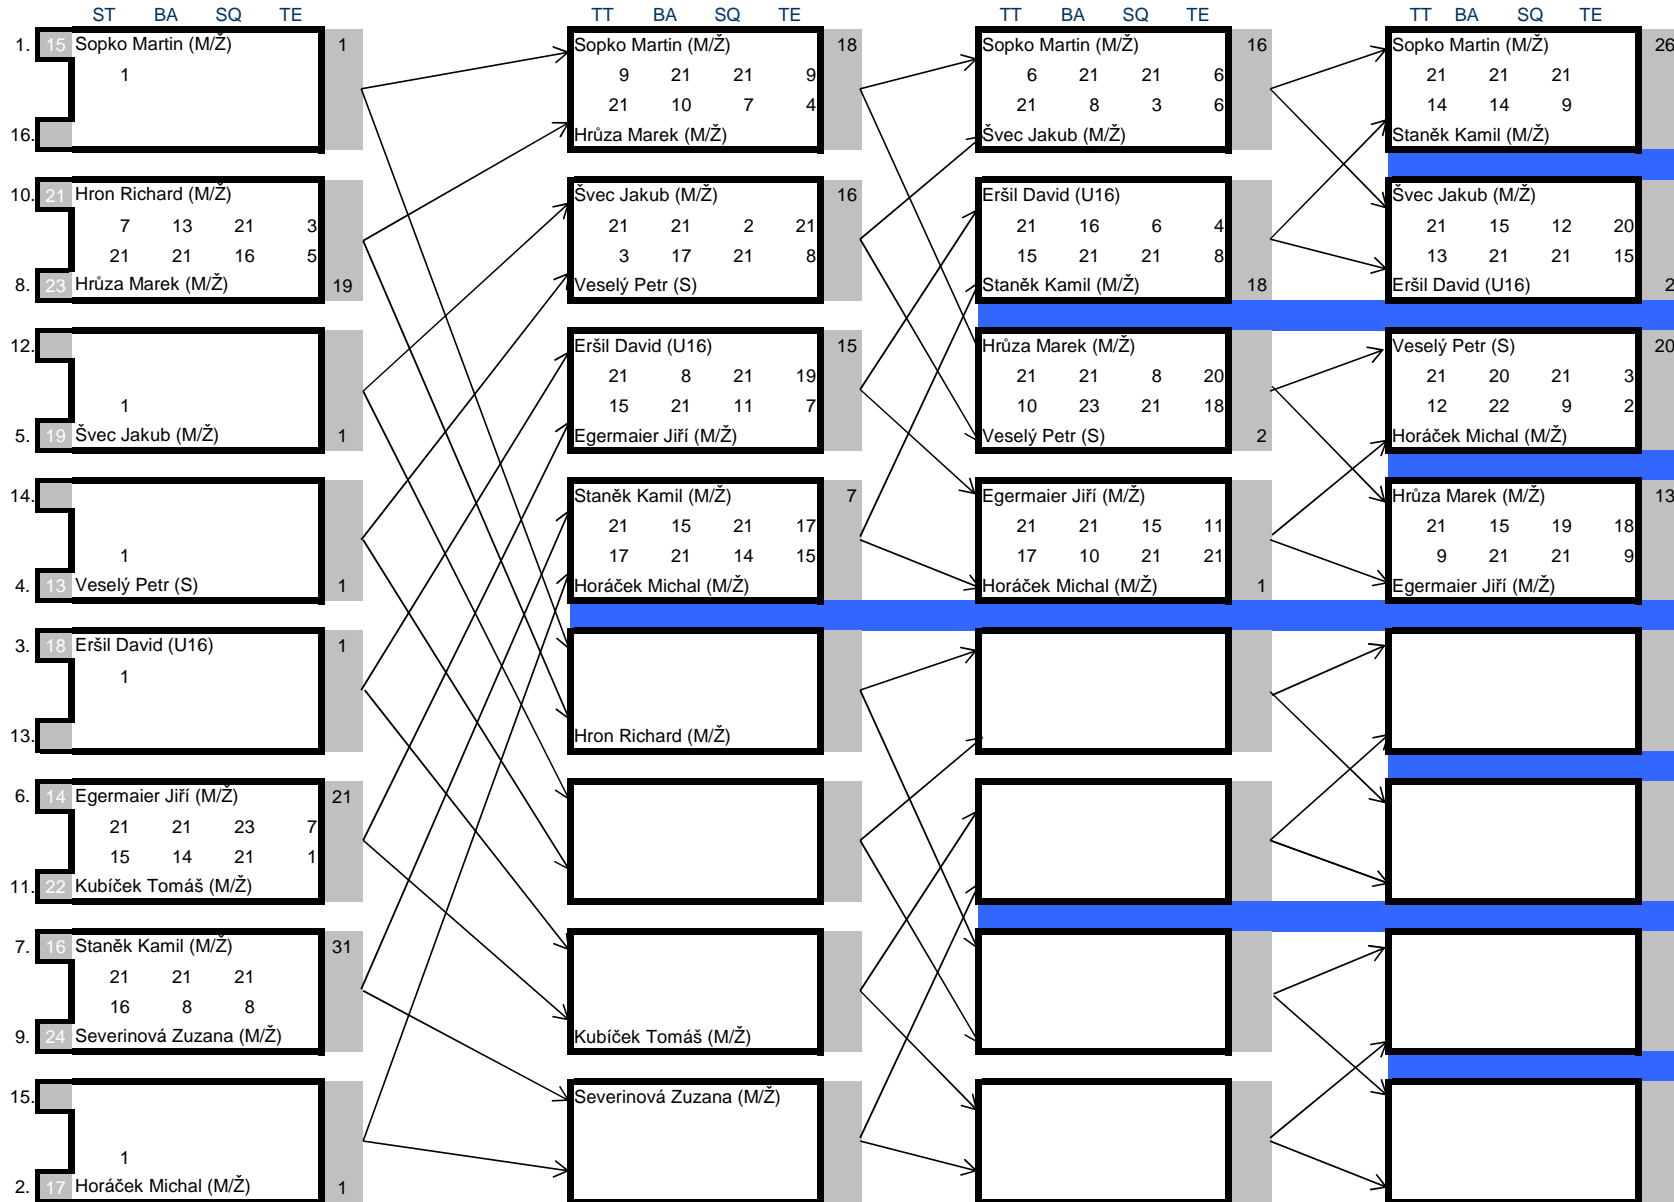 ST BA SQ TE
1. 15 Sopko Martin (M/Ž) 1
1
16.
10. 21 Hron Richard (M/Ž)
7 13 21 3
21 21 16 5
8. 23 Hrůza Marek (M/Ž) 19
12.
1
5. 19 Švec Jakub (M/Ž) 1
14.
1
4. 13 Veselý Petr (S) 1
3. 18 Eršil David (U16) 1
1
13.
6. 14 Egermaier Jiří (M/Ž) 21
21 21 23 7
15 14 21 1
11. 22 Kubíček Tomáš (M/Ž)
7. 16 Staněk Kamil (M/Ž) 31
21 21 21
16 8 8
9. 24 Severinová Zuzana (M/Ž)
15.
1
2. 17 Horáček Michal (M/Ž) 1
TT BA SQ TE
Sopko Martin (M/Ž) 18
9 21 21 9
21 10 7 4
Hrůza Marek (M/Ž)
Švec Jakub (M/Ž) 16
21 21 2 21
3 17 21 8
Veselý Petr (S)
Eršil David (U16) 15
21 8 21 19
15 21 11 7
Egermaier Jiří (M/Ž)
Staněk Kamil (M/Ž) 7
21 15 21 17
17 21 14 15
Horáček Michal (M/Ž)
Hron Richard (M/Ž)
Kubíček Tomáš (M/Ž)
Severinová Zuzana (M/Ž)
TT BA SQ TE
Sopko Martin (M/Ž) 16
6 21 21 6
21 8 3 6
Švec Jakub (M/Ž)
Eršil David (U16)
21 16 6 4
15 21 21 8
Staněk Kamil (M/Ž) 18
Hrůza Marek (M/Ž)
21 21 8 20
10 23 21 18
Veselý Petr (S) 2
Egermaier Jiří (M/Ž)
21 21 15 11
17 10 21 21
Horáček Michal (M/Ž) 1
TT BA SQ TE
Sopko Martin (M/Ž) 26
21 21 21
14 14 9
Staněk Kamil (M/Ž)
Švec Jakub (M/Ž)
21 15 12 20
13 21 21 15
Eršil David (U16) 2
Veselý Petr (S) 20
21 20 21 3
12 22 9 2
Horáček Michal (M/Ž)
Hrůza Marek (M/Ž) 13
21 15 19 18
9 21 21 9
Egermaier Jiří (M/Ž)